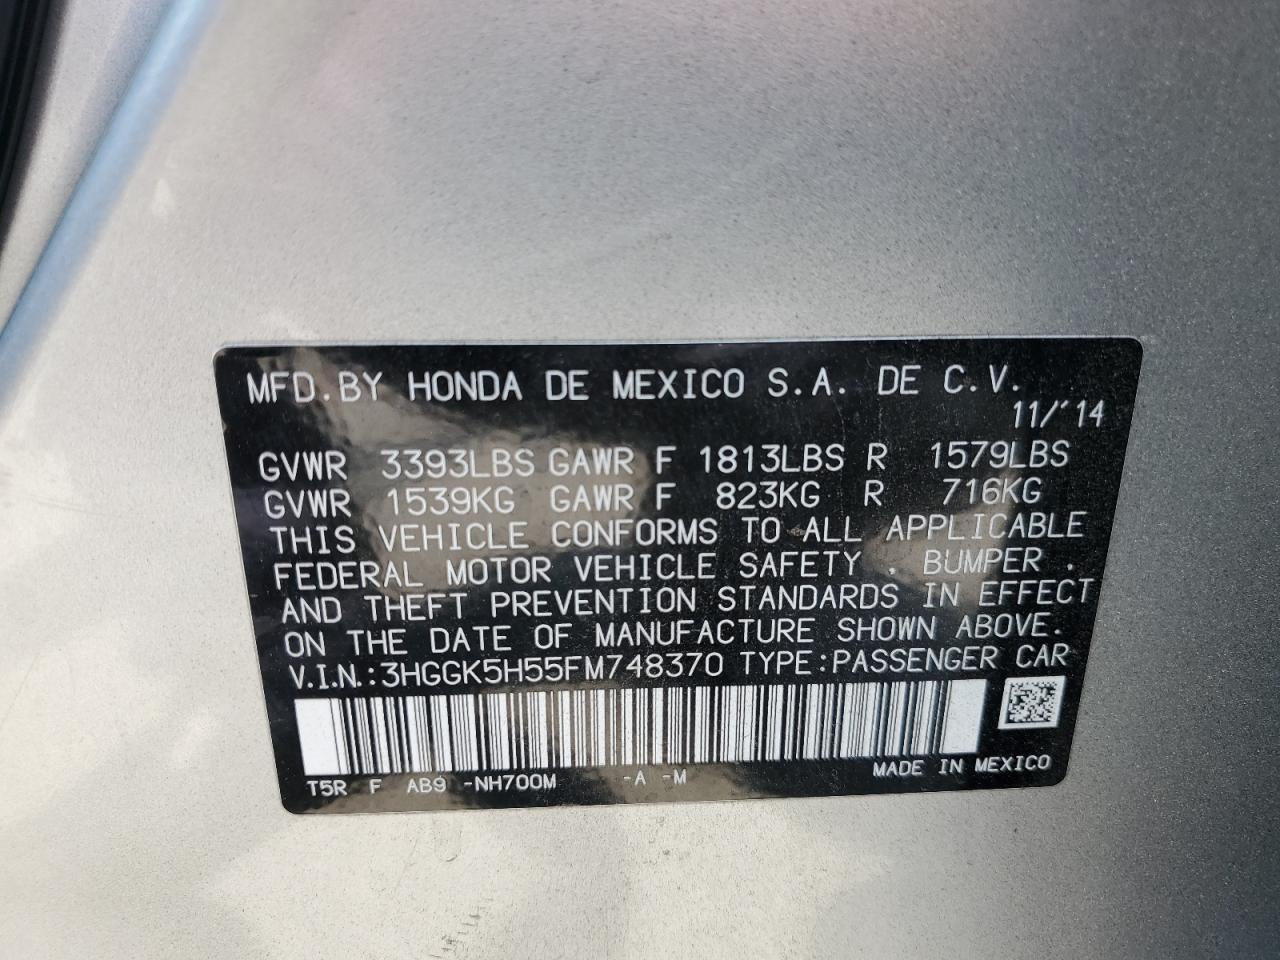 MFD.BY HONDA DE MEXICO S.A. DE C.V.
11/'14
GVWR 3393LBS GAWR F 1813LBS R 1579LBS
GVWR 1539KG GAWR F 823KG R 716KG
THIS VEHICLE CONFORMS TO ALL APPLICABLE
FEDERAL MOTOR VEHICLE SAFETY , BUMPER ,
AND THEFT PREVENTION STANDARDS IN EFFECT
ON THE DATE OF MANUFACTURE SHOWN ABOVE.
V.I.N.:3HGGK5H55FM748370 TYPE:PASSENGER CAR
T5R F AB9 -NH700M -A -M MADE IN MEXICO